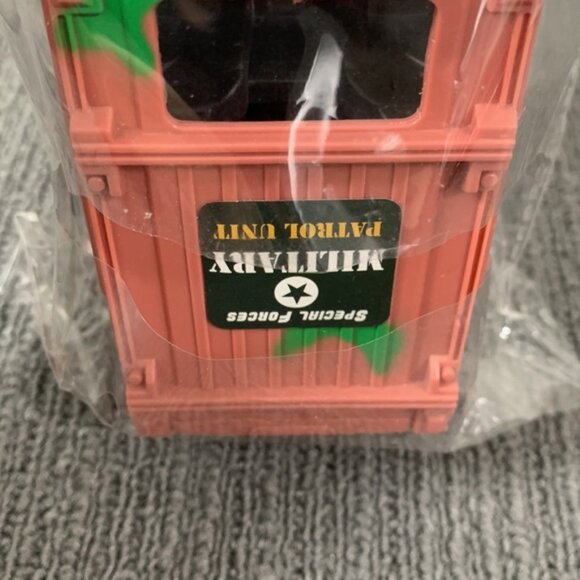 Special Forces
MILITARY
PATROL UNIT